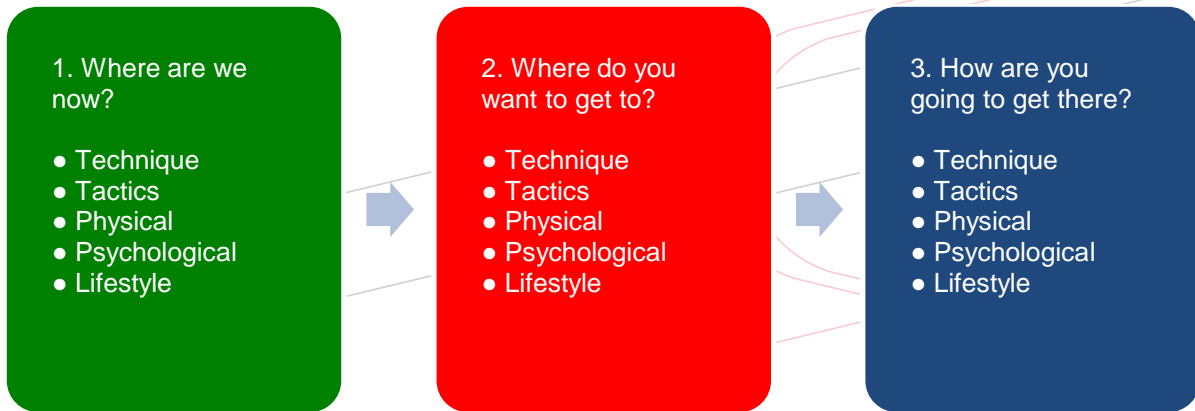 1. Where are we
now?
● Technique
● Tactics
● Physical
● Psychological
● Lifestyle
2. Where do you
want to get to?
● Technique
● Tactics
● Physical
● Psychological
● Lifestyle
3. How are you
going to get there?
● Technique
● Tactics
● Physical
● Psychological
● Lifestyle